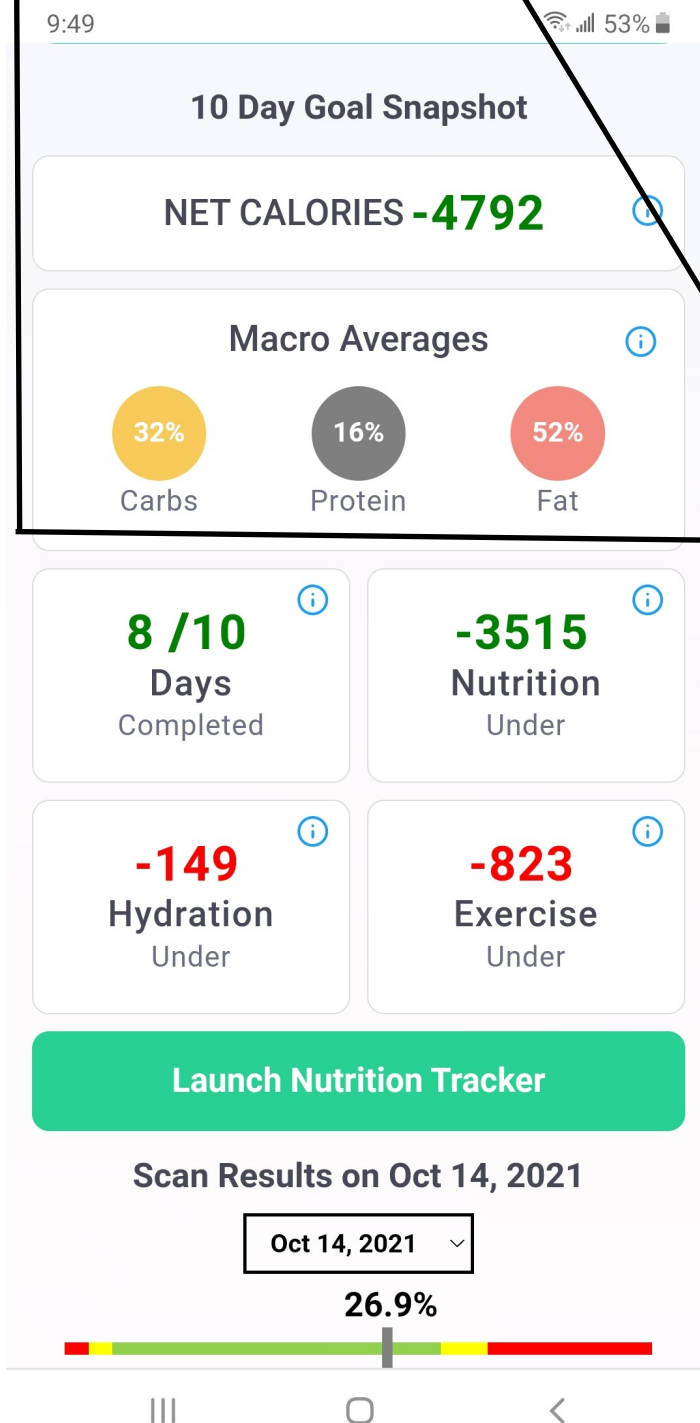 9:49 53%
10 Day Goal Snapshot
NET CALORIES -4792
Macro Averages
32% 16% 52%
Carbs Protein Fat
8 /10
Days
Completed
-3515
Nutrition
Under
-149
Hydration
Under
-823
Exercise
Under
Launch Nutrition Tracker
Scan Results on Oct 14, 2021
Oct 14, 2021
26.9%